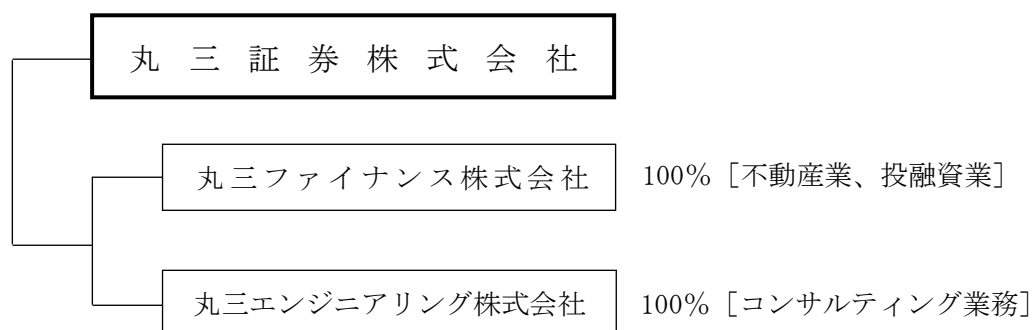 丸三証券株式会社
丸三ファイナンス株式会社 100％［不動産業、投融資業］
丸三エンジニアリング株式会社 100％［コンサルティング業務］